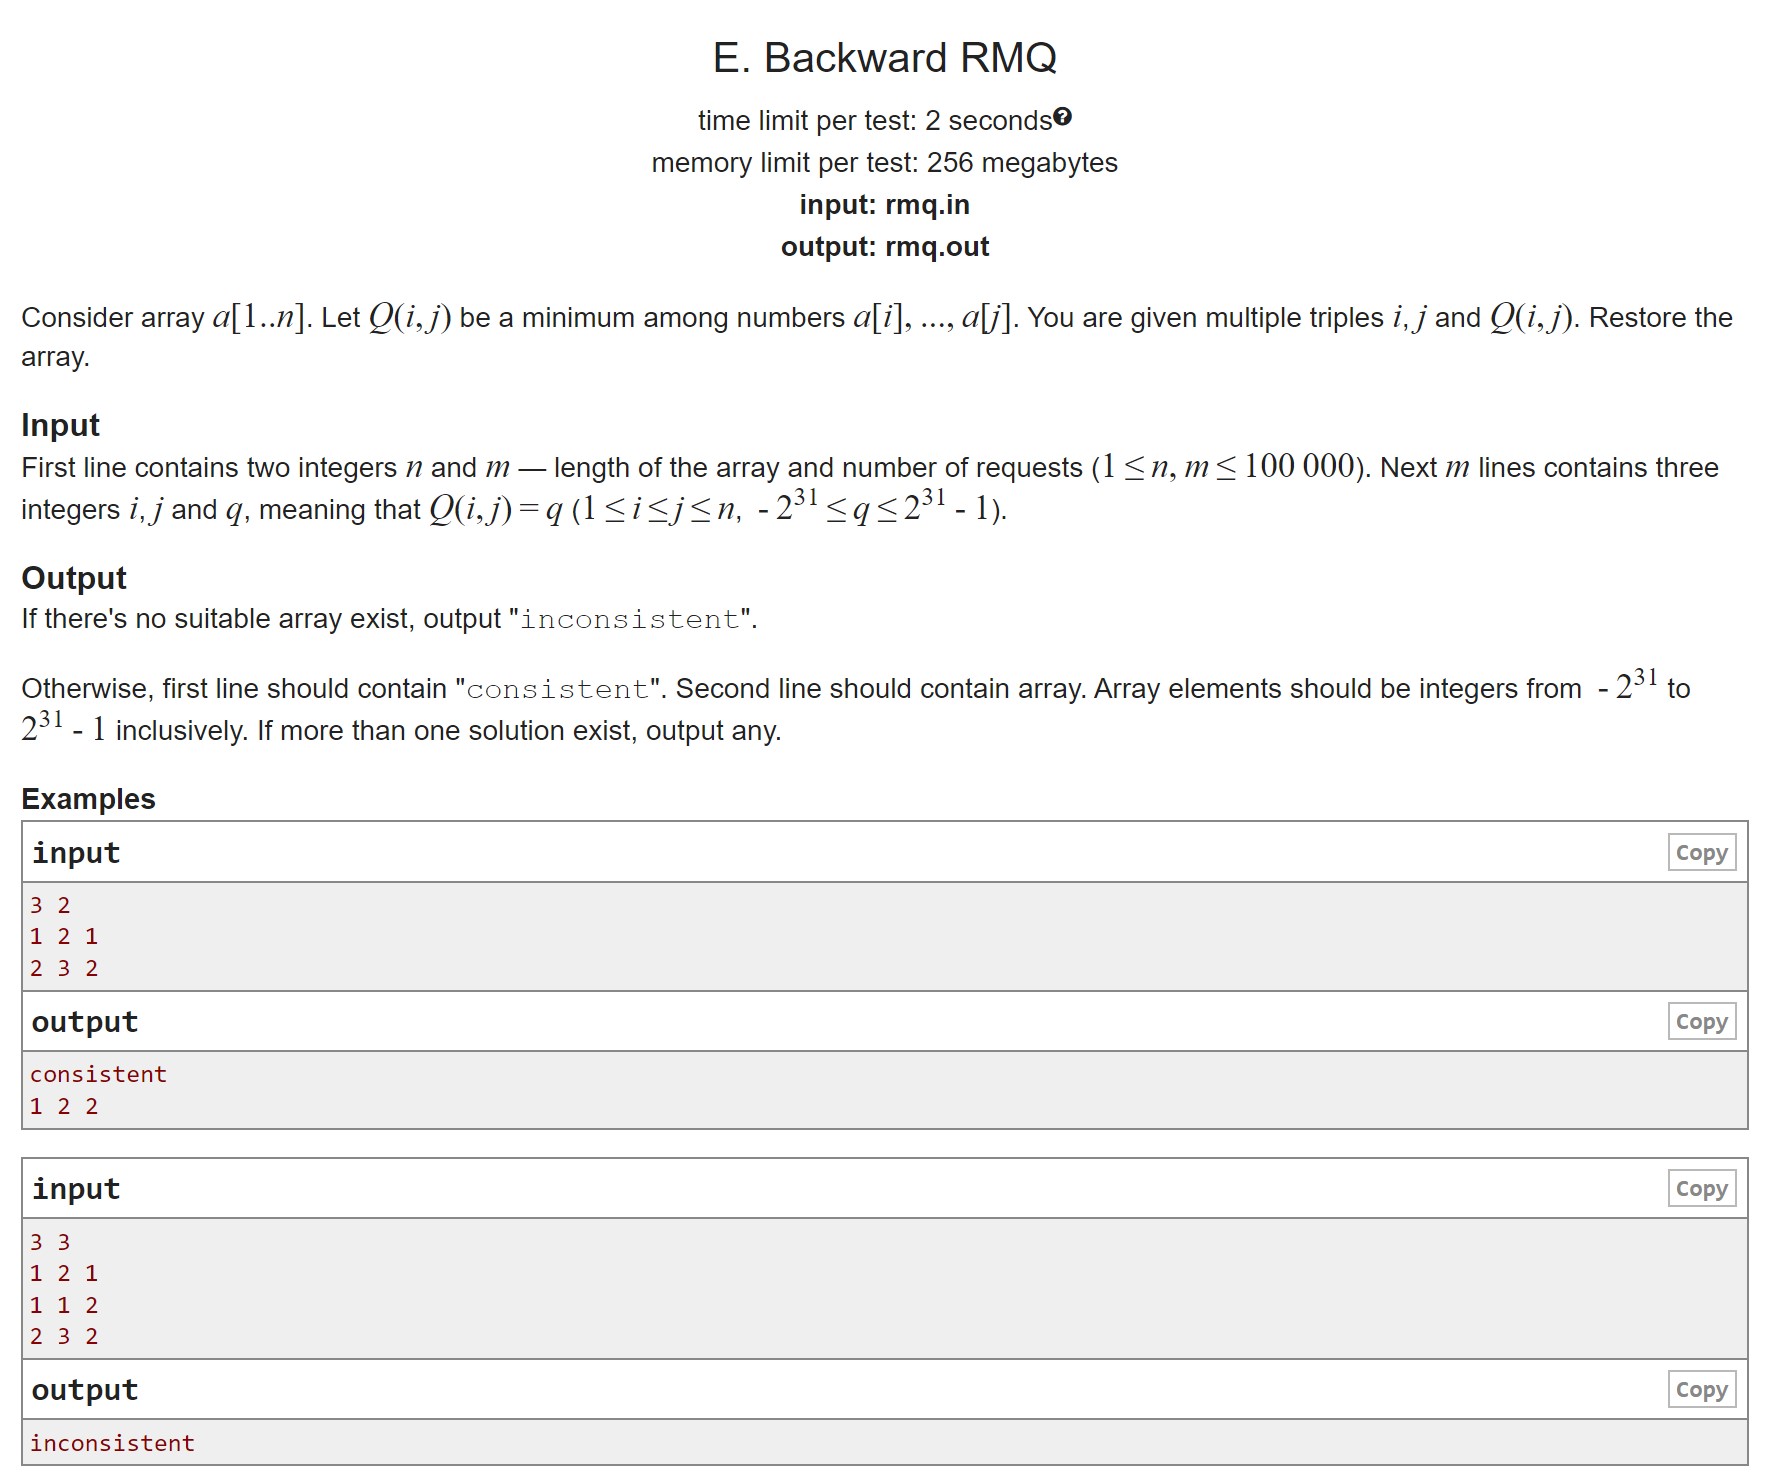 E. Backward RMQ
time limit per test: 2 seconds?
memory limit per test: 256 megabytes
input: rmq.in
output: rmq.out
Consider array a[1..n]. Let Q(i, j) be a minimum among numbers a[i], ..., a[j]. You are given multiple triples i, j and Q(i, j). Restore the
array.
Input
First line contains two integers n and m — length of the array and number of requests (1 ≤ n, m ≤ 100 000). Next m lines contains three
integers i, j and q, meaning that Q(i, j) = q (1 ≤ i ≤ j ≤ n, - 2^31 ≤ q ≤ 2^31 - 1).
Output
If there's no suitable array exist, output "inconsistent".
Otherwise, first line should contain "consistent". Second line should contain array. Array elements should be integers from - 2^31 to
2^31 - 1 inclusively. If more than one solution exist, output any.
Examples
input
Copy
3 2
1 2 1
2 3 2
output
Copy
consistent
1 2 2
input
Copy
3 3
1 2 1
1 1 2
2 3 2
output
Copy
inconsistent